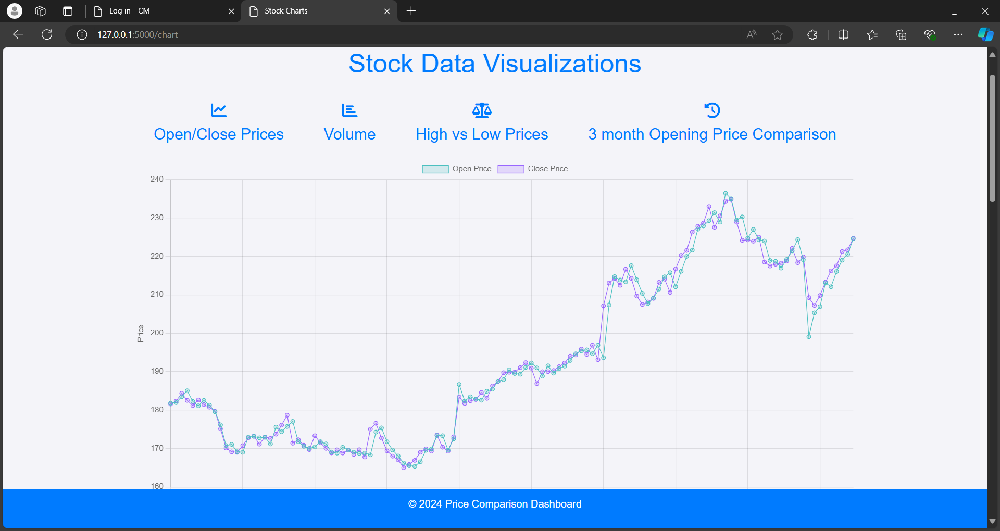 Log in - CM
Stock Charts
127.0.0.1:5000/chart
Stock Data Visualizations
Open/Close Prices
Volume
High vs Low Prices
3 month Opening Price Comparison
Open Price
Close Price
240
230
220
210
200
190
180
170
160
Price
© 2024 Price Comparison Dashboard